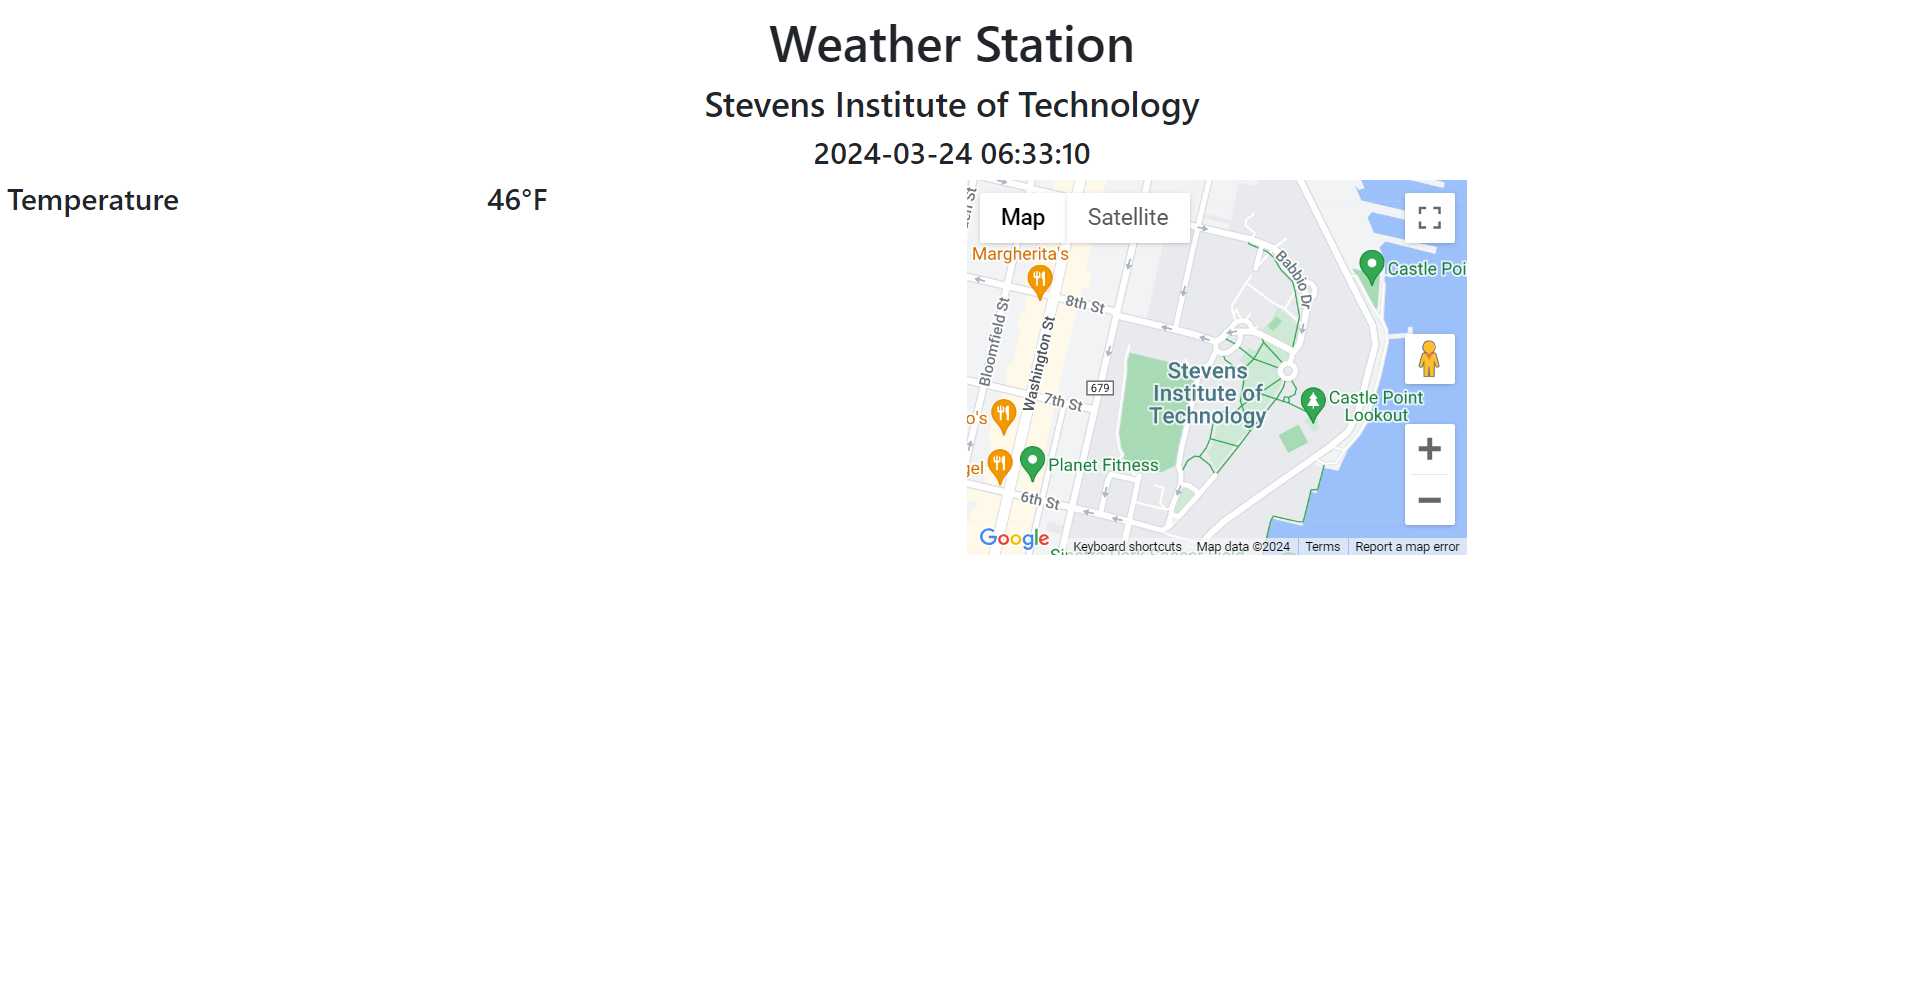 Weather Station
Stevens Institute of Technology
2024-03-24 06:33:10
Temperature 46°F
Map Satellite
Margherita's
Babbio Dr
Castle Poi
8th St
Bloomfield St
Washington St
Stevens
Institute of
Technology
679
7th St
Castle Point
Lookout
o's
gel
Planet Fitness
6th St
Google
Keyboard shortcuts Map data ©2024 Terms Report a map error